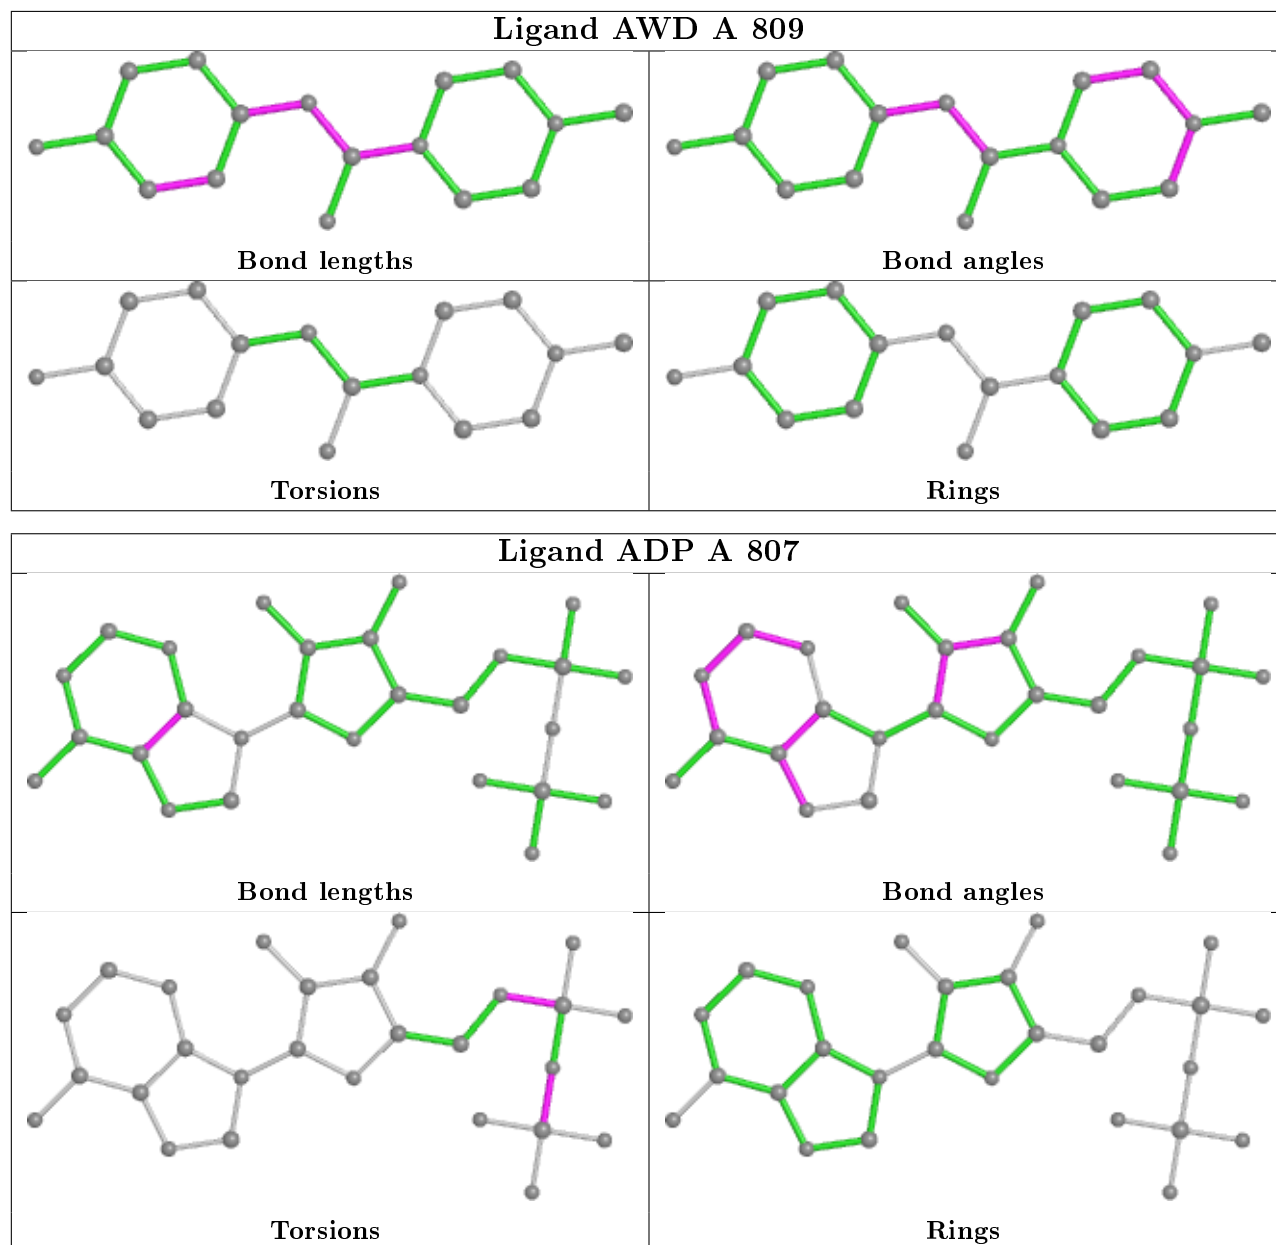 Ligand AWD A 809
Bond lengths
Bond angles
Torsions
Rings
Ligand ADP A 807
Bond lengths
Bond angles
Torsions
Rings